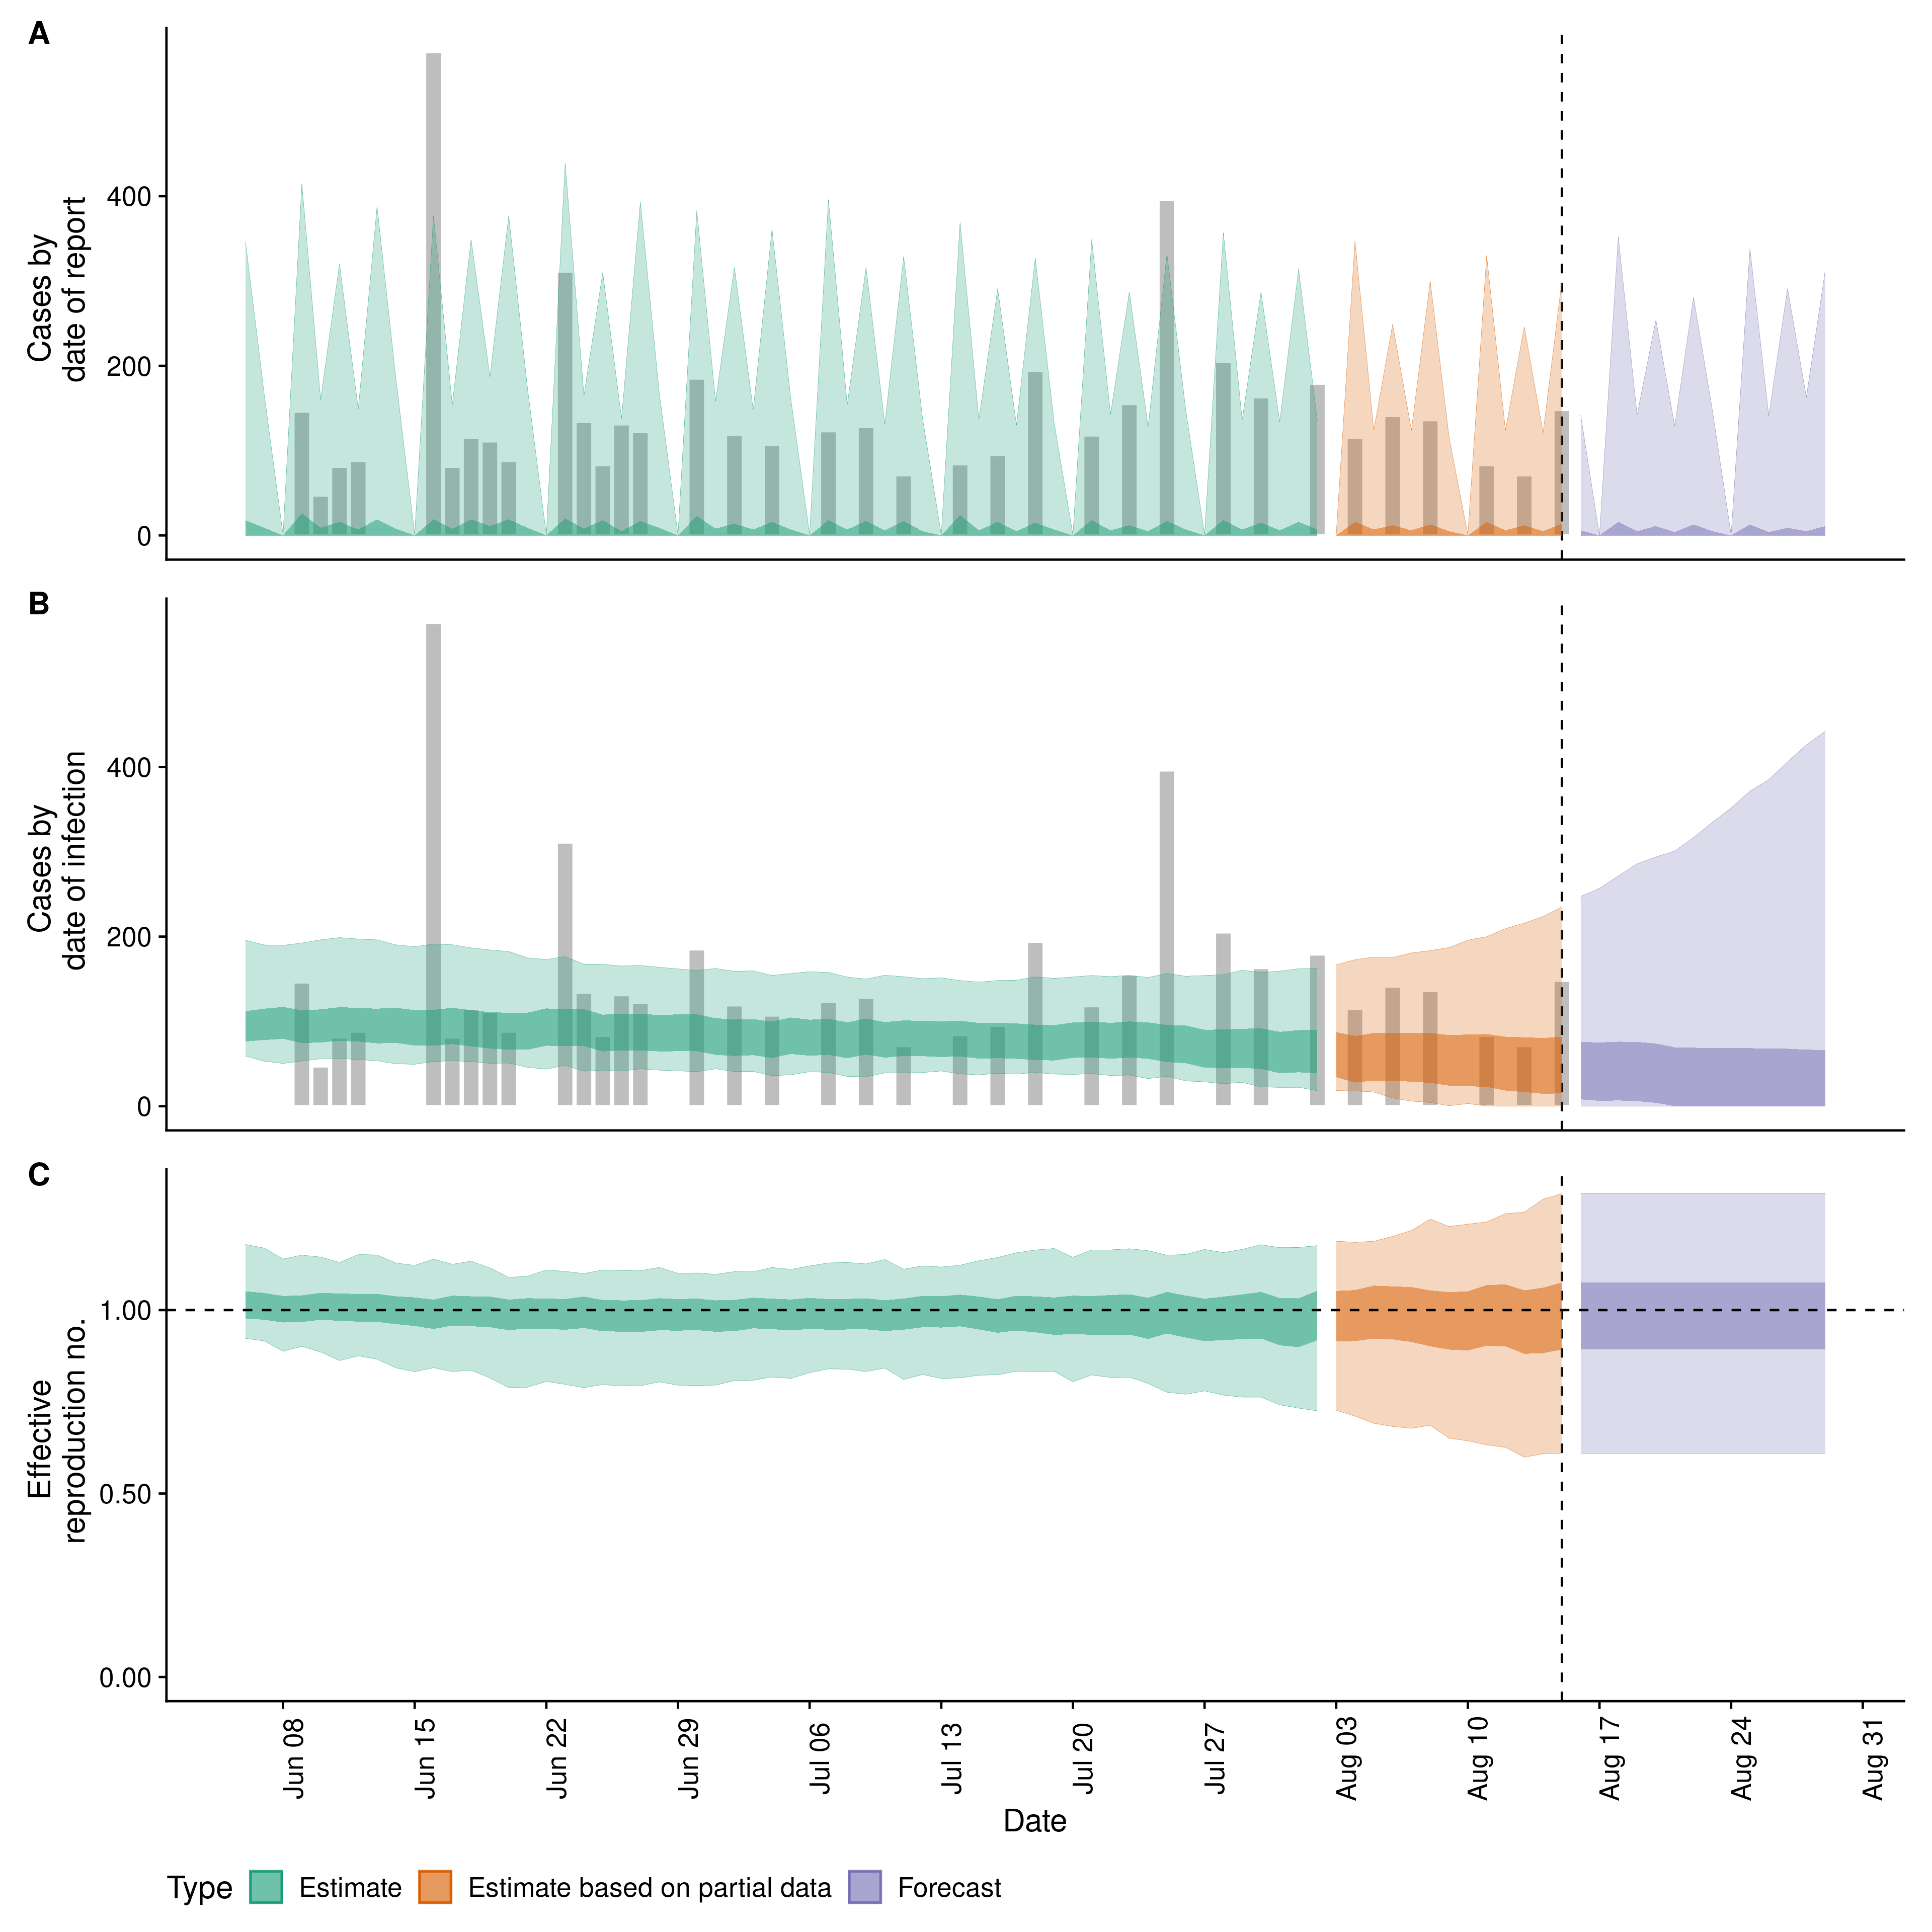 A
Cases by
date of report
400
200
0
B
Cases by
date of infection
400
200
0
C
Effective
reproduction no.
1.00
0.50
0.00
Jun 08
Jun 15
Jun 22
Jun 29
Jul 06
Jul 13
Jul 20
Jul 27
Aug 03
Aug 10
Aug 17
Aug 24
Aug 31
Date
Type Estimate Estimate based on partial data Forecast